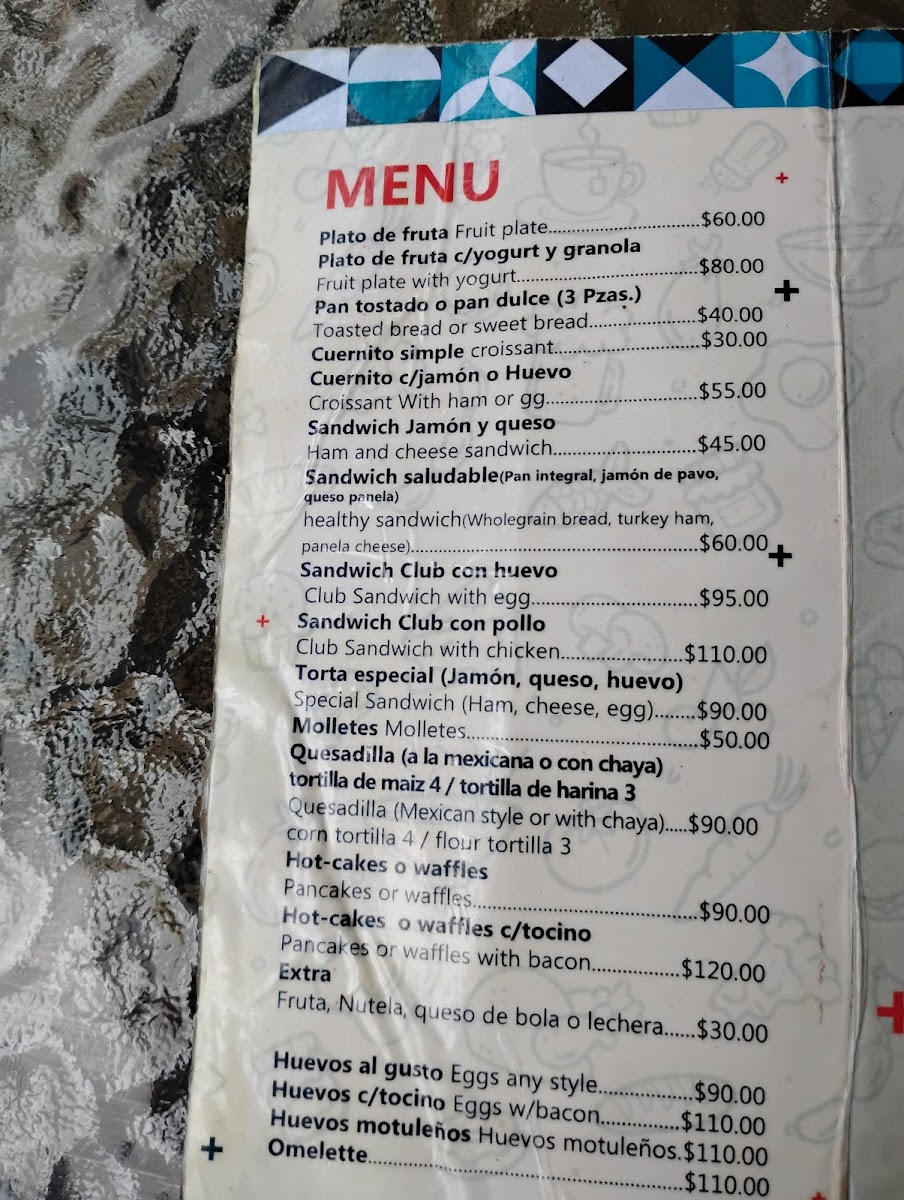 MENU
Plato de fruta Fruit plate..............................$60.00
Plato de fruta c/yogurt y granola
Fruit plate with yogurt....................................$80.00
Pan tostado o pan dulce (3 Pzas.)
Toasted bread or sweet bread.....................$40.00
Cuernito simple croissant.............................$30.00
Cuernito c/jamón o Huevo
Croissant With ham or gg..............................$55.00
Sandwich Jamón y queso
Ham and cheese sandwich............................$45.00
Sandwich saludable(Pan integral, jamón de pavo,
queso panela)
healthy sandwich(Wholegrain bread, turkey ham,
panela cheese)........................................................$60.00
Sandwich Club con huevo
Club Sandwich with egg.................................$95.00
Sandwich Club con pollo
Club Sandwich with chicken........................$110.00
Torta especial (Jamón, queso, huevo)
Special Sandwich (Ham, cheese, egg)........$90.00
Molletes Molletes.............................................$50.00
Quesadilla (a la mexicana o con chaya)
tortilla de maiz 4 / tortilla de harina 3
Quesadilla (Mexican style or with chaya).....$90.00
corn tortilla 4 / flour tortilla 3
Hot-cakes o waffles
Pancakes or waffles............................................$90.00
Hot-cakes o waffles c/tocino
Pancakes or waffles with bacon.................$120.00
Extra
Fruta, Nutela, queso de bola o lechera......$30.00
Huevos al gusto Eggs any style..................$90.00
Huevos c/tocino Eggs w/bacon................$110.00
Huevos motuleños Huevos motuleños.$110.00
Omelette............................................................$110.00